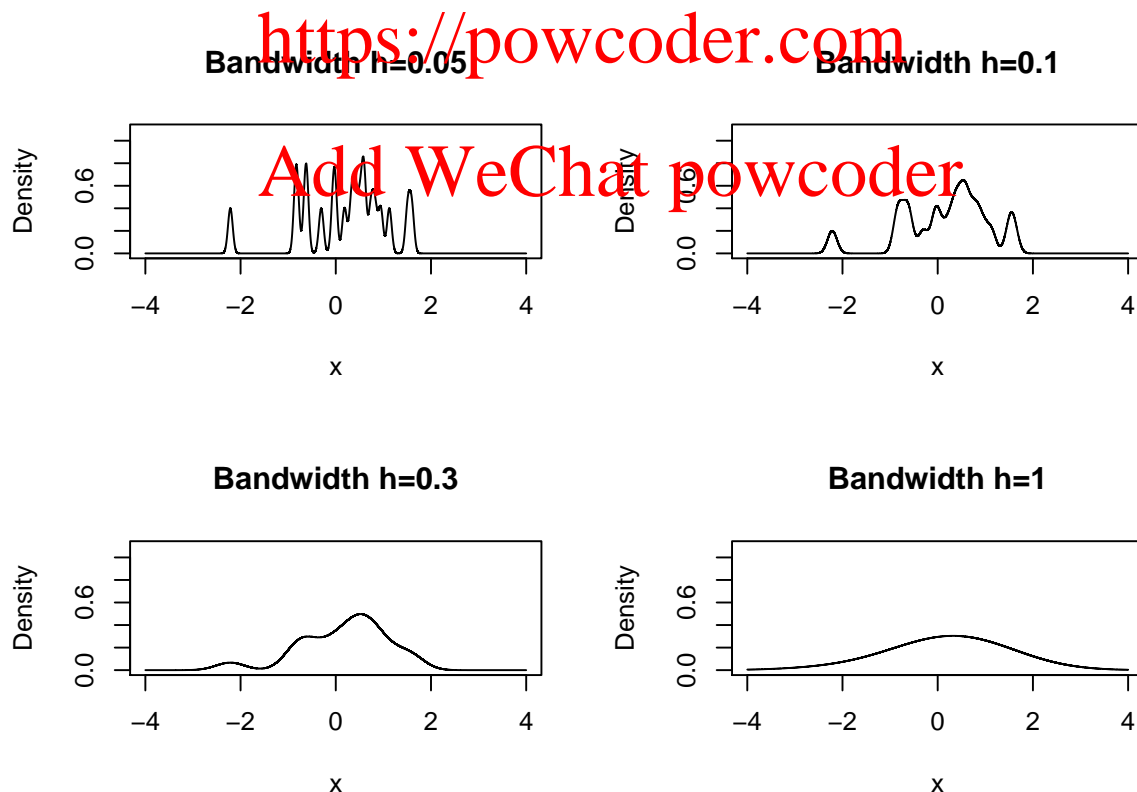 https://powcoder.com
Bandwidth h=0.05
Bandwidth h=0.1
Add WeChat powcoder
Density
0.0 0.6
−4 −2 0 2 4
x
Density
0.0 0.6
−4 −2 0 2 4
x
Bandwidth h=0.3
Bandwidth h=1
Density
0.0 0.6
−4 −2 0 2 4
x
Density
0.0 0.6
−4 −2 0 2 4
x